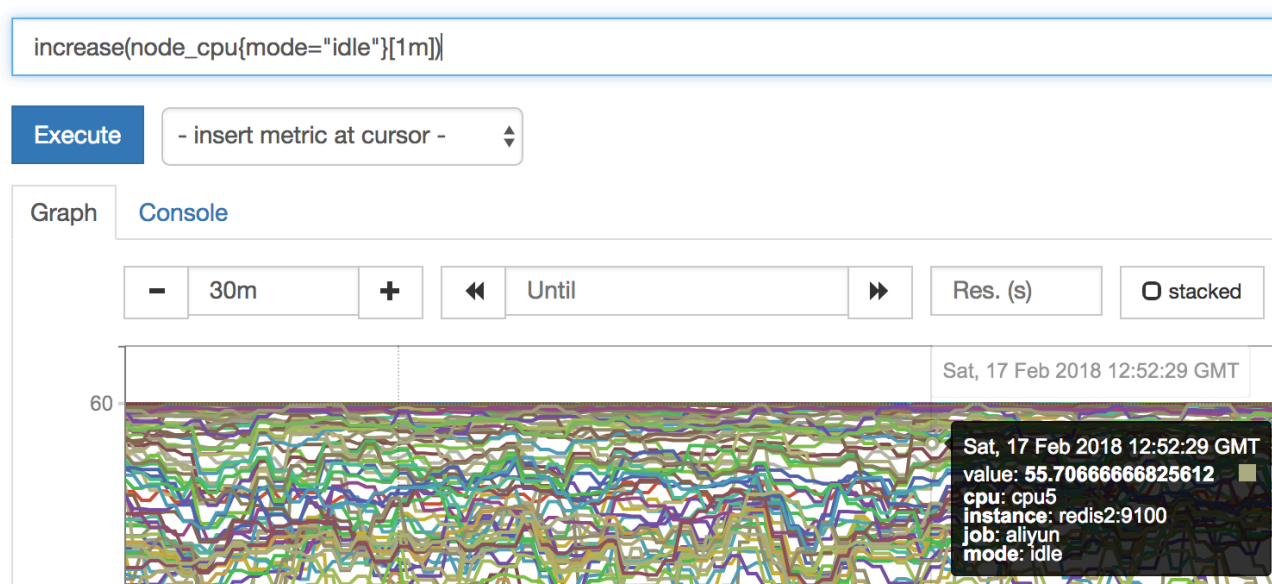 increase(node_cpu{mode="idle"}[1m])
Execute
- insert metric at cursor -
Graph Console
30m Until Res. (s) stacked
Sat, 17 Feb 2018 12:52:29 GMT
60
Sat, 17 Feb 2018 12:52:29 GMT
value: 55.70666666825612
cpu: cpu5
instance: redis2:9100
job: aliyun
mode: idle